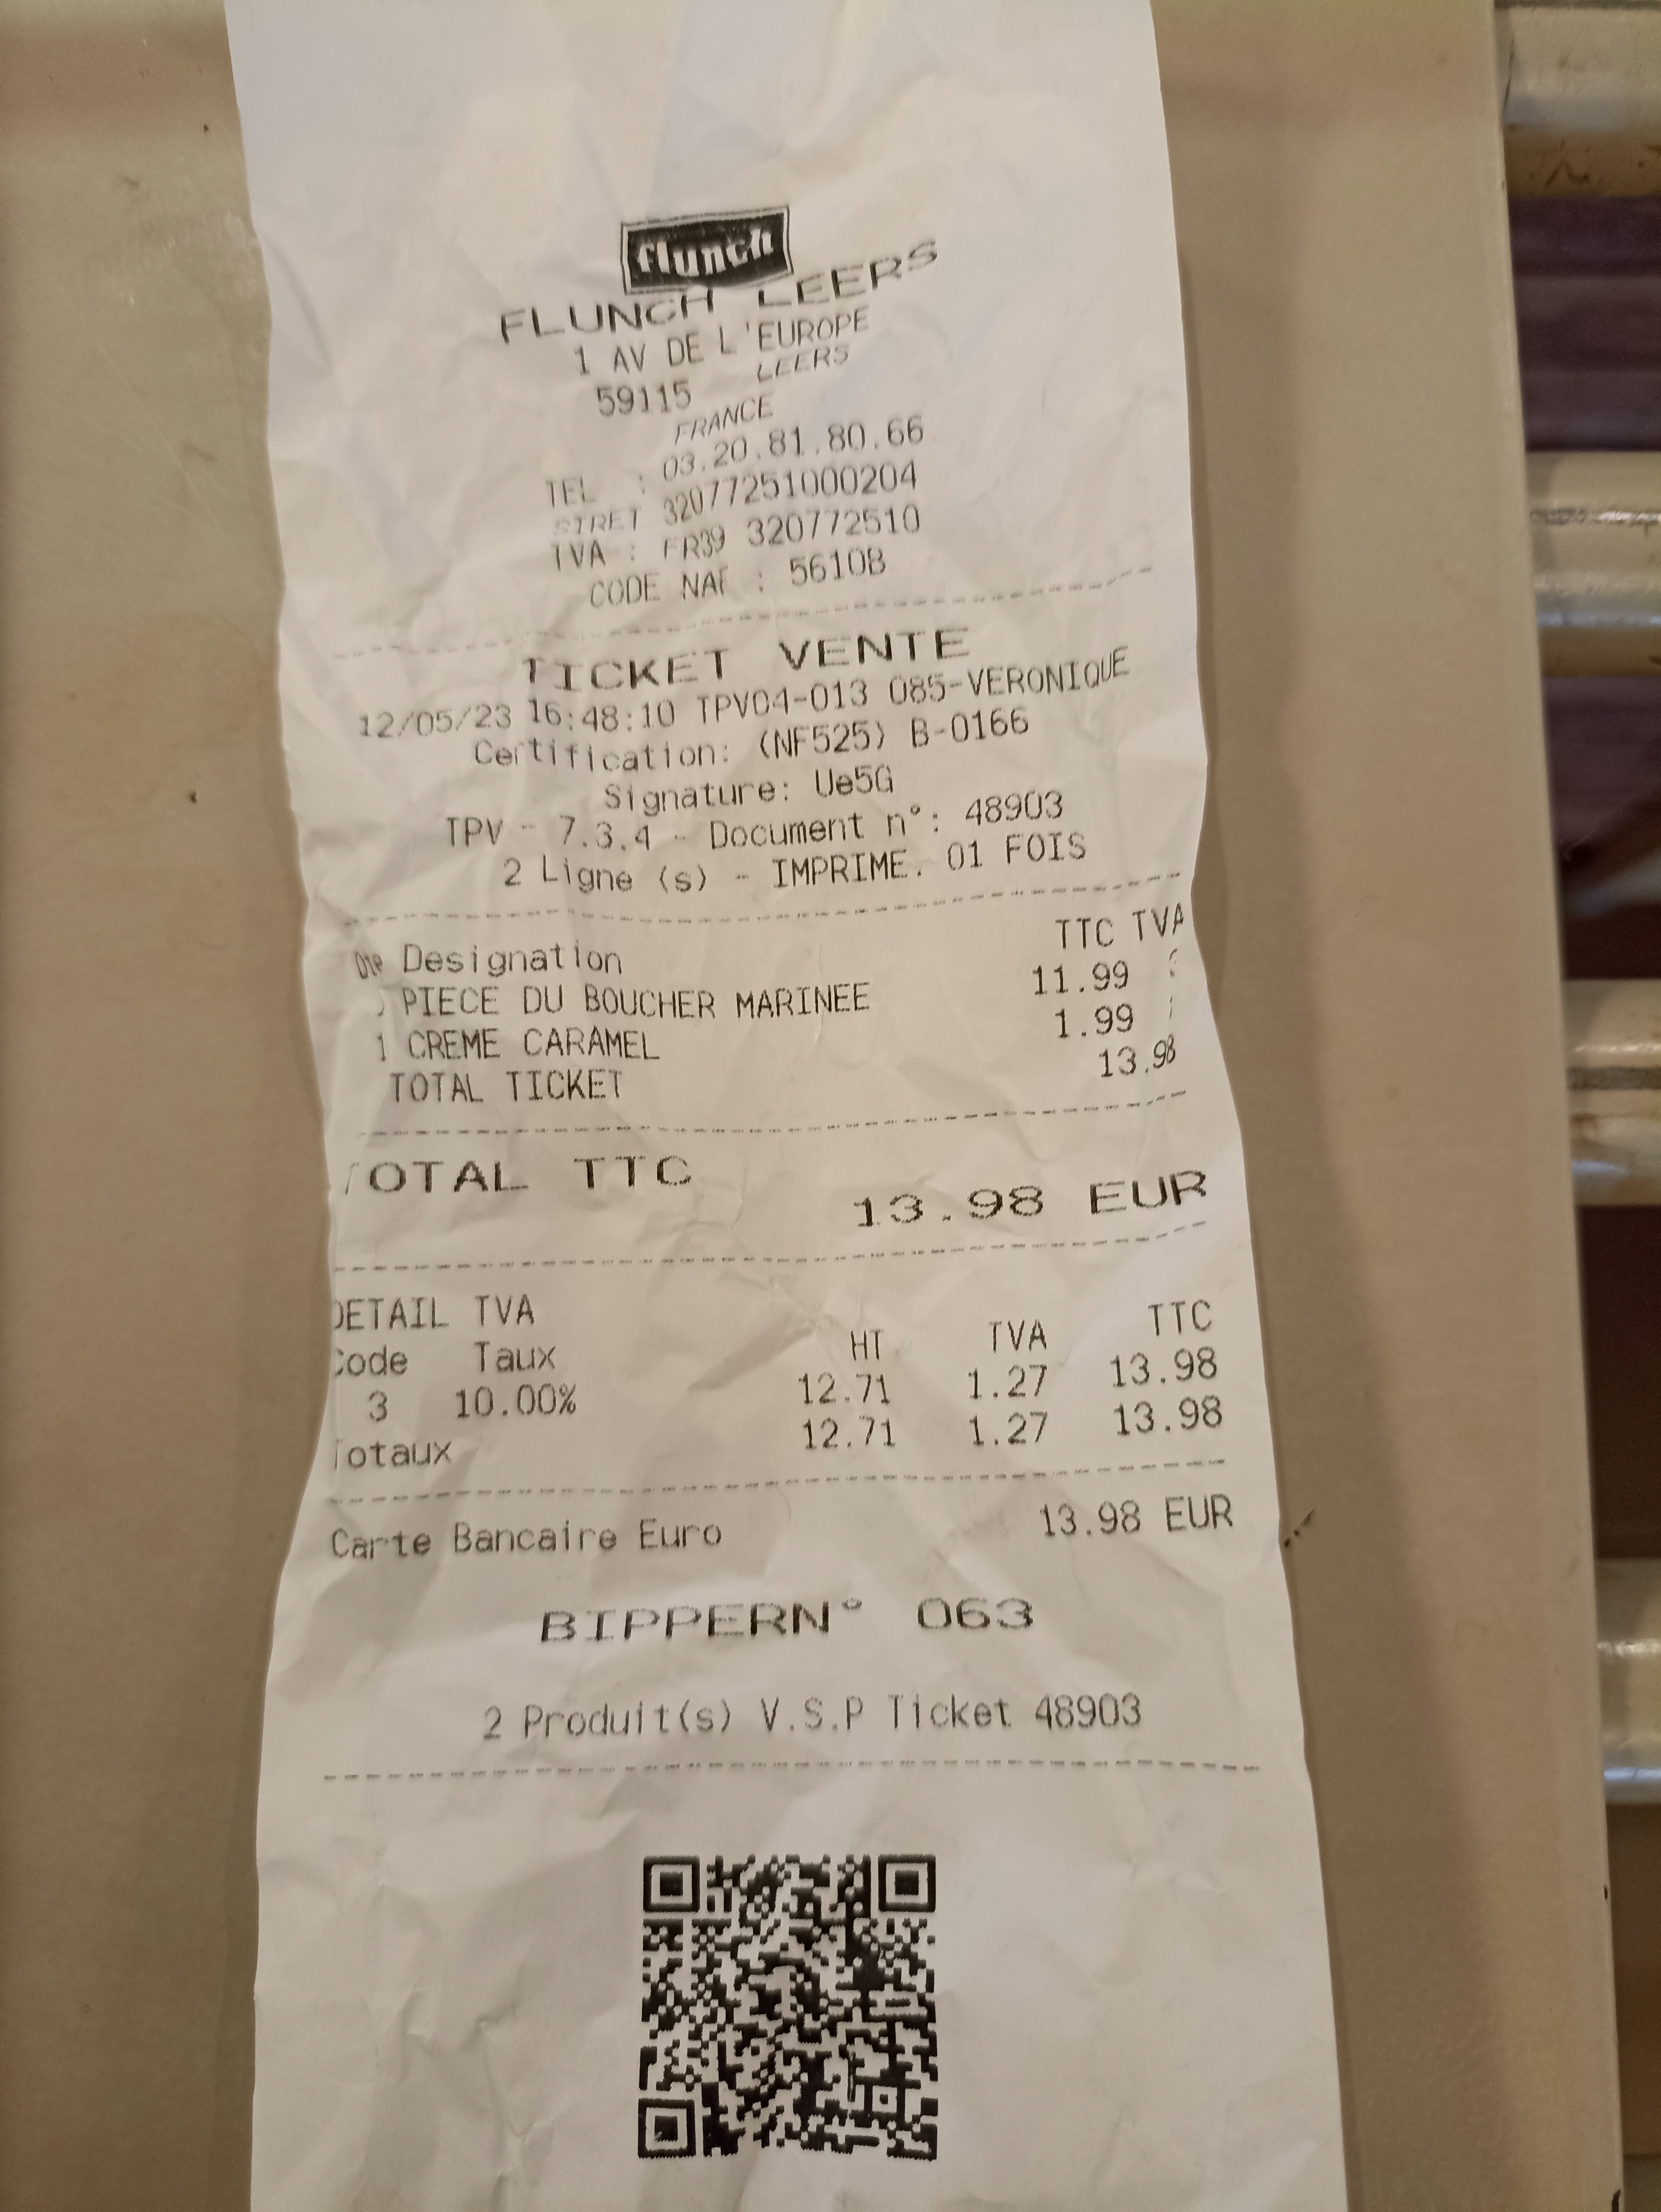 flunch
FLUNCH LEERS
1 AV DE L'EUROPE
59115 LEERS
FRANCE
TEL : 03.20.81.80.66
SIRET 32077251000204
TVA : FR39 320772510
CODE NAF : 5610B
TICKET VENTE
12/05/23 16:48:10 TPV04-013 085-VERONIQUE
Certification: (NF525) B-0166
Signature: Ue5G
TPV - 7.3.4 - Document n°: 48903
2 Ligne (s) - IMPRIME. 01 FOIS
Qte Designation TTC TVA
PIECE DU BOUCHER MARINEE 11.99
1 CREME CARAMEL 1.99
TOTAL TICKET 13.98
TOTAL TTC
13.98 EUR
DETAIL TVA
Code Taux HT TVA TTC
3 10.00% 12.71 1.27 13.98
Totaux 12.71 1.27 13.98
Carte Bancaire Euro 13.98 EUR
BIPPERN° 063
2 Produit(s) V.S.P Ticket 48903